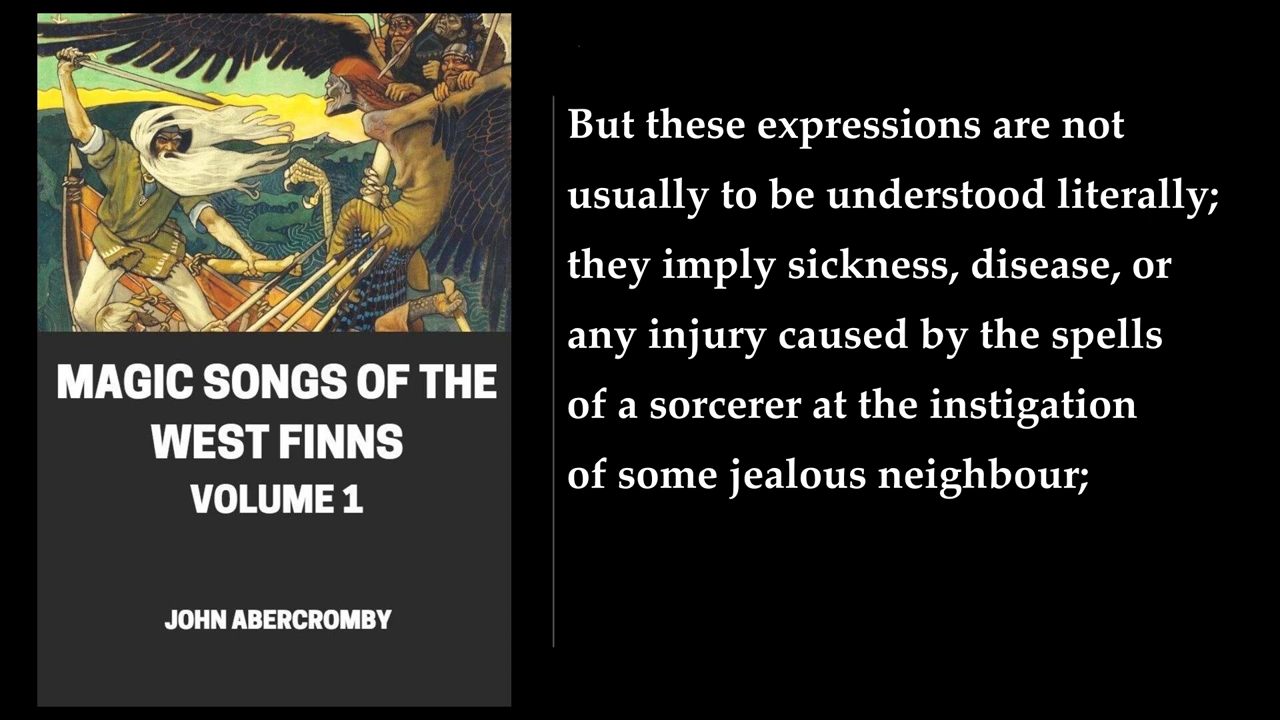 MAGIC SONGS OF THE
WEST FINNS
VOLUME 1
JOHN ABERCROMBY
But these expressions are not
usually to be understood literally;
they imply sickness, disease, or
any injury caused by the spells
of a sorcerer at the instigation
of some jealous neighbour;